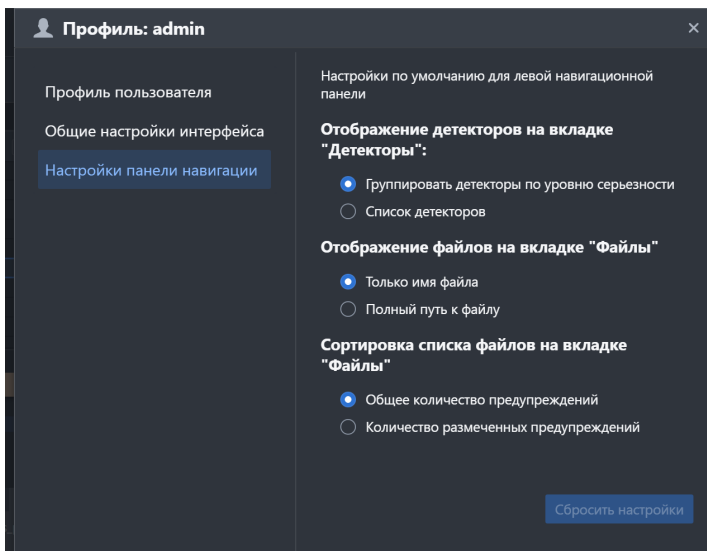 Профиль: admin
Профиль пользователя
Общие настройки интерфейса
Настройки панели навигации
Настройки по умолчанию для левой навигационной
панели
Отображение детекторов на вкладке
"Детекторы":
Группировать детекторы по уровню серьезности
Список детекторов
Отображение файлов на вкладке "Файлы"
Только имя файла
Полный путь к файлу
Сортировка списка файлов на вкладке
"Файлы"
Общее количество предупреждений
Количество размеченных предупреждений
Сбросить настройки